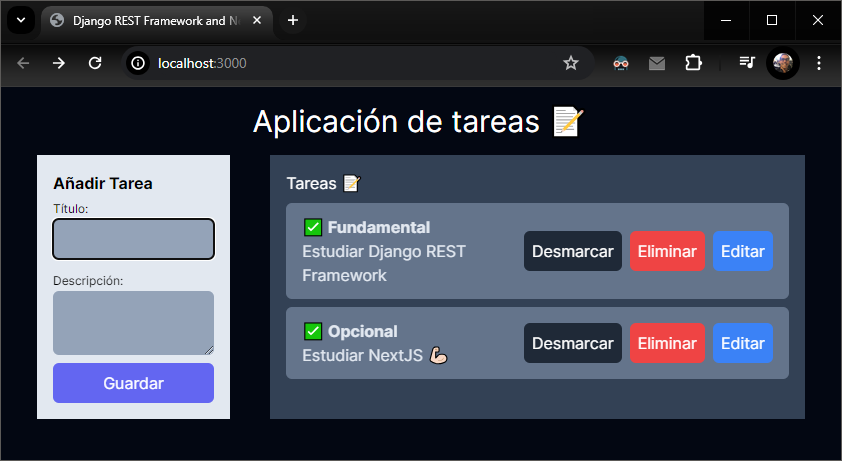 Django REST Framework and Ne
localhost:3000
Aplicación de tareas 📝
Añadir Tarea
Título:
Descripción:
Guardar
Tareas 📝
✅ Fundamental
Estudiar Django REST
Framework
Desmarcar
Eliminar
Editar
✅ Opcional
Estudiar NextJS 💪🏻
Desmarcar
Eliminar
Editar